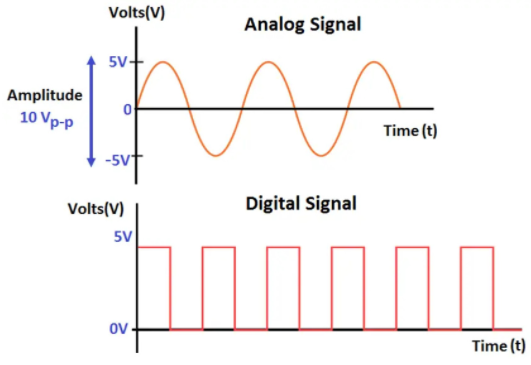 Volts(V)
Analog Signal
5V
Amplitude
10 Vp-p
0
Time (t)
-5V
Volts(V)
Digital Signal
5V
0V
Time (t)